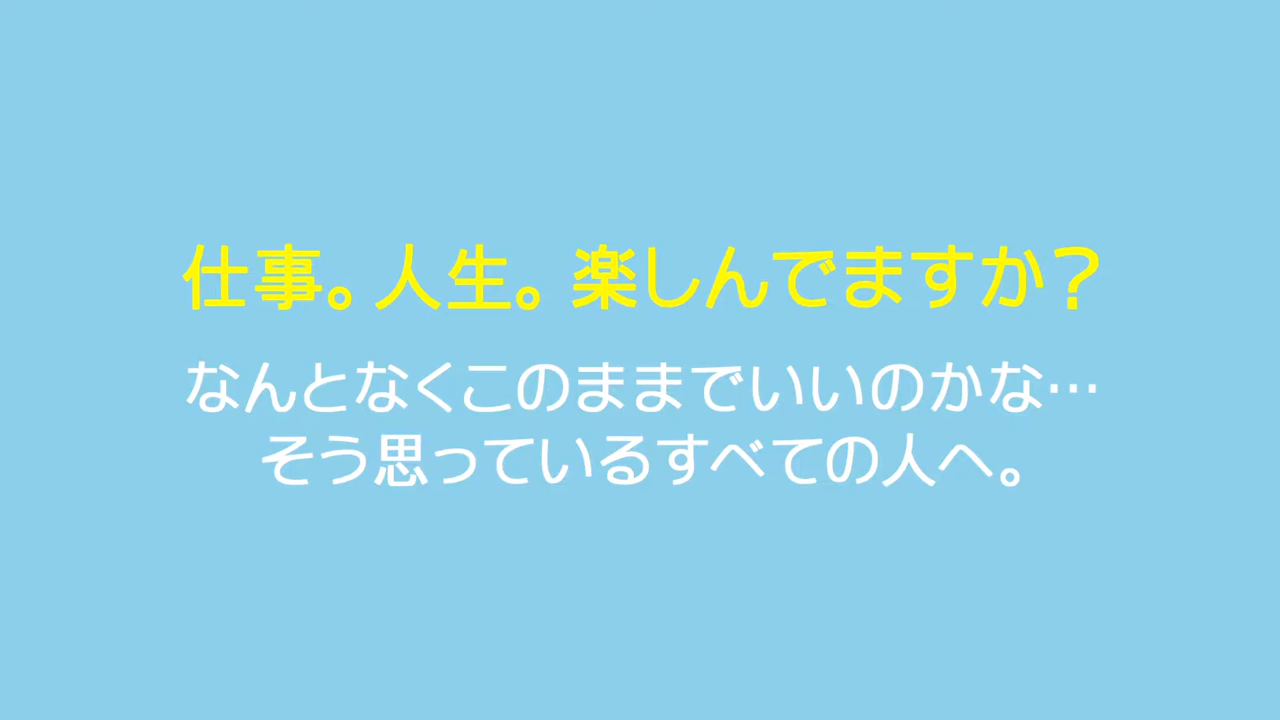 仕事。人生。楽しんでますか？
なんとなくこのままでいいのかな…
そう思っているすべての人へ。